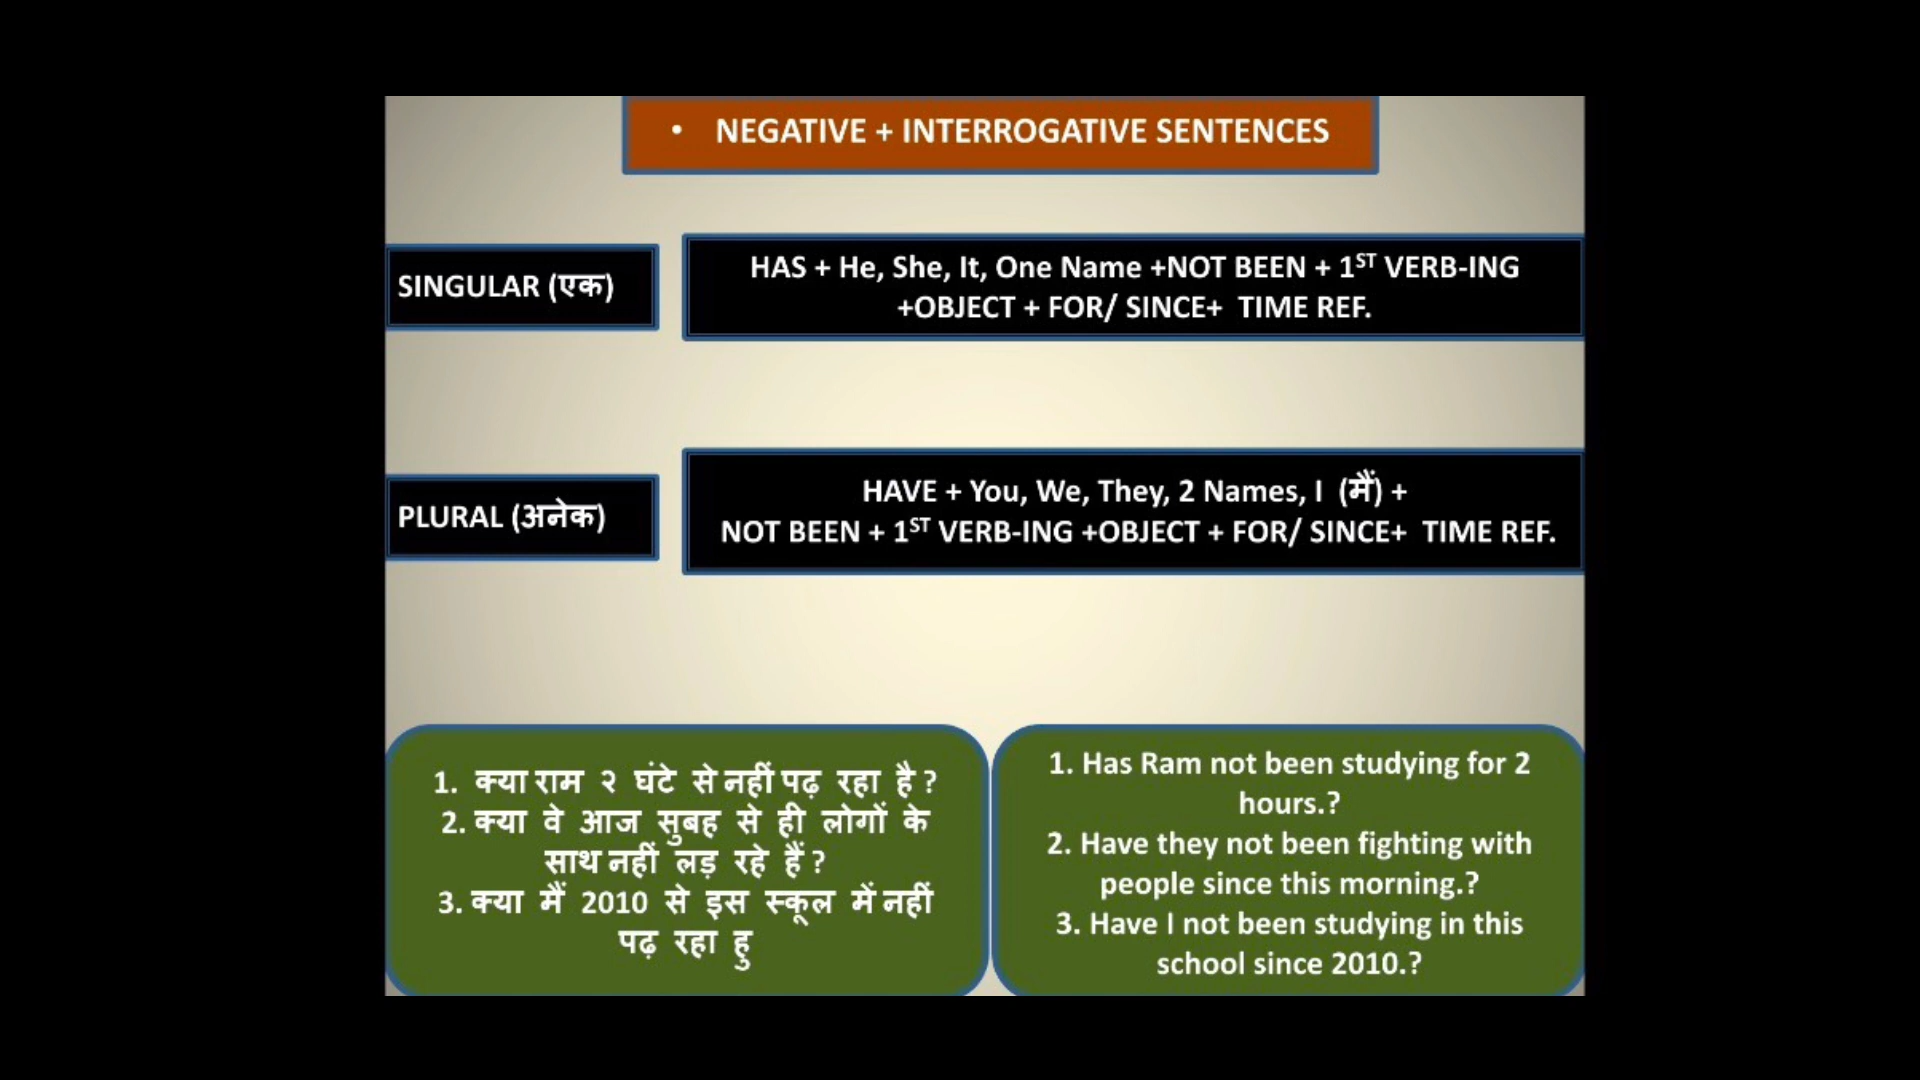 • NEGATIVE + INTERROGATIVE SENTENCES
SINGULAR (एक)
HAS + He, She, It, One Name +NOT BEEN + 1ST VERB-ING
+OBJECT + FOR/ SINCE+ TIME REF.
PLURAL (अनेक)
HAVE + You, We, They, 2 Names, I (मैं) +
NOT BEEN + 1ST VERB-ING +OBJECT + FOR/ SINCE+ TIME REF.
1. क्या राम २ घंटे से नहीं पढ़ रहा है ?
2. क्या वे आज सुबह से ही लोगों के
साथ नहीं लड़ रहे हैं ?
3. क्या मैं 2010 से इस स्कूल में नहीं
पढ़ रहा हु
1. Has Ram not been studying for 2
hours.?
2. Have they not been fighting with
people since this morning.?
3. Have I not been studying in this
school since 2010.?